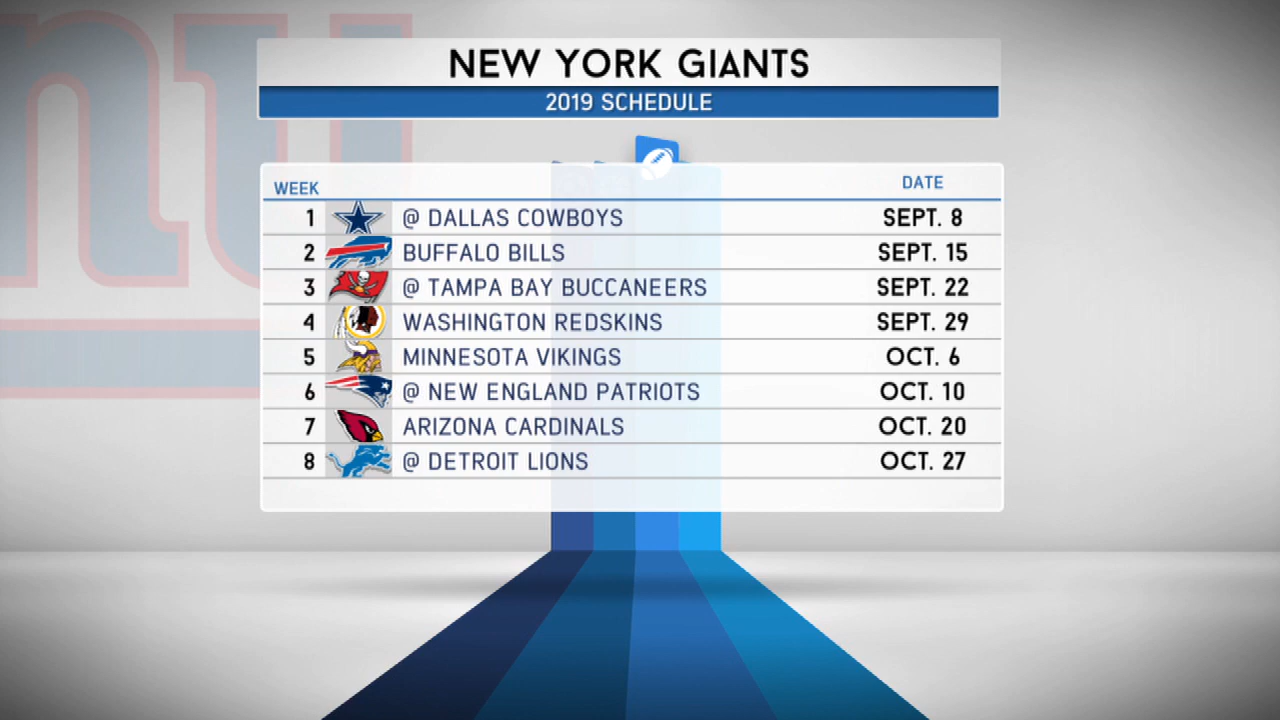 NEW YORK GIANTS
2019 SCHEDULE
WEEK DATE
1 @ DALLAS COWBOYS SEPT. 8
2 BUFFALO BILLS SEPT. 15
3 @ TAMPA BAY BUCCANEERS SEPT. 22
4 WASHINGTON REDSKINS SEPT. 29
5 MINNESOTA VIKINGS OCT. 6
6 @ NEW ENGLAND PATRIOTS OCT. 10
7 ARIZONA CARDINALS OCT. 20
8 @ DETROIT LIONS OCT. 27
ny